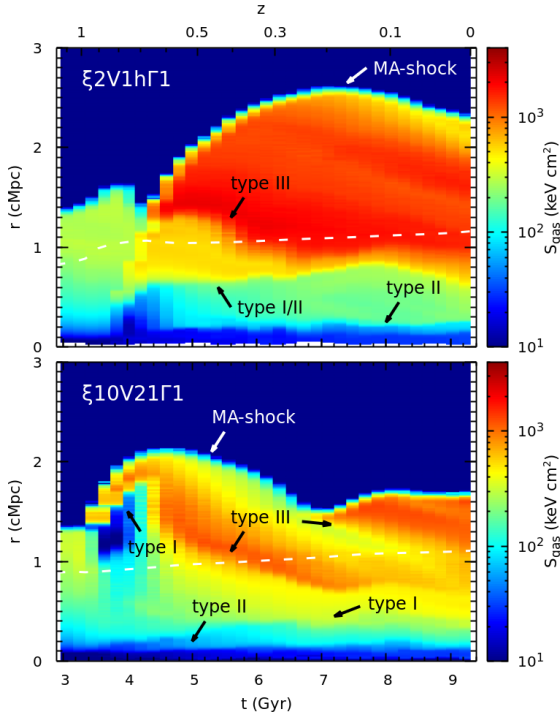 z
1 0.5 0.3 0.1 0
ξ2V1hΓ1
MA-shock
type III
type I/II
type II
r (cMpc)
3
2
1
0
S_gas (keV cm²)
10³
10²
10¹
ξ10V21Γ1
MA-shock
type III
type I
type II
type I
r (cMpc)
3
2
1
0
S_gas (keV cm²)
10³
10²
10¹
3 4 5 6 7 8 9
t (Gyr)